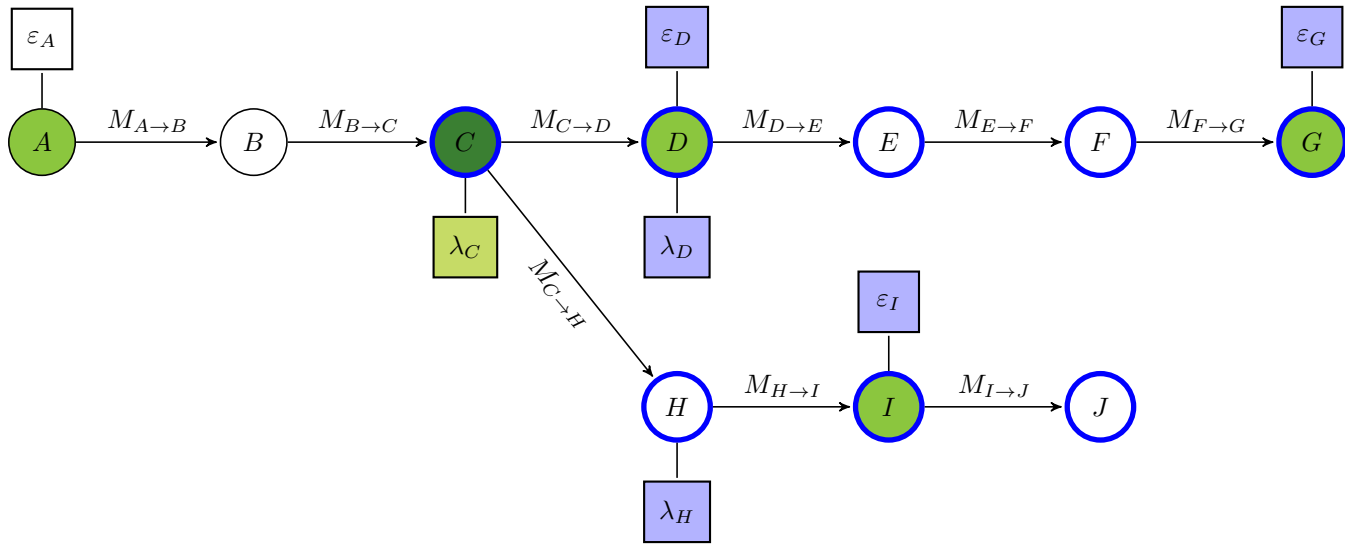 ε_A
ε_D
ε_G
A
M_{A→B}
B
M_{B→C}
C
M_{C→D}
D
M_{D→E}
E
M_{E→F}
F
M_{F→G}
G
λ_C
λ_D
M_{C→H}
ε_I
H
M_{H→I}
I
M_{I→J}
J
λ_H